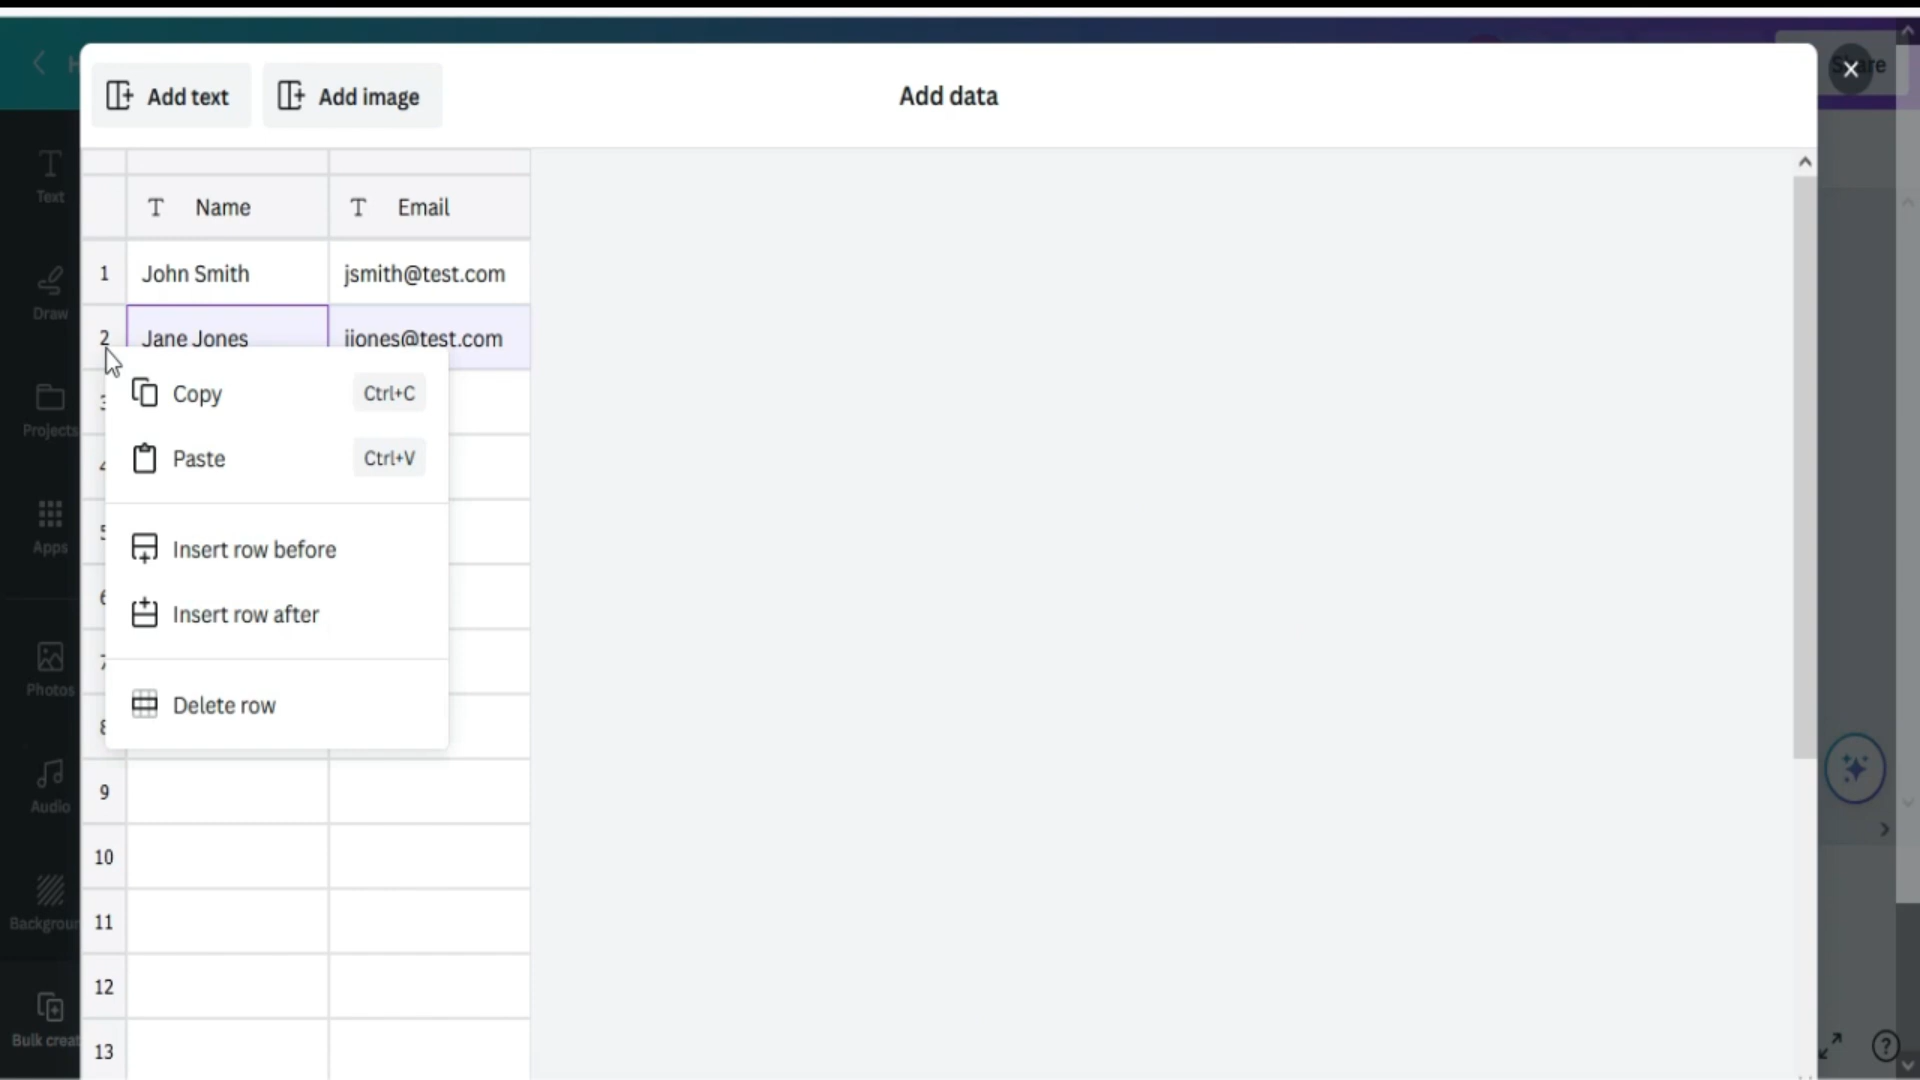 Add text
Add image
Add data
Text
Draw
Projects
Apps
Photos
Audio
Bulk
Name
Email
1
John Smith
jsmith@test.com
2
Jane Jones
jjones@test.com
Copy
Ctrl+C
Paste
Ctrl+V
Insert row before
Insert row after
Delete row
9
10
11
12
13
?